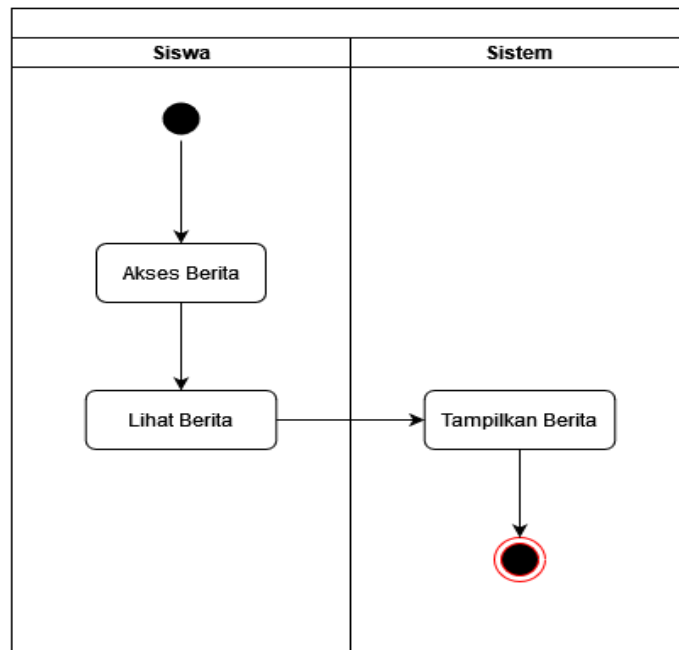 Siswa
Sistem
Akses Berita
Lihat Berita
Tampilkan Berita